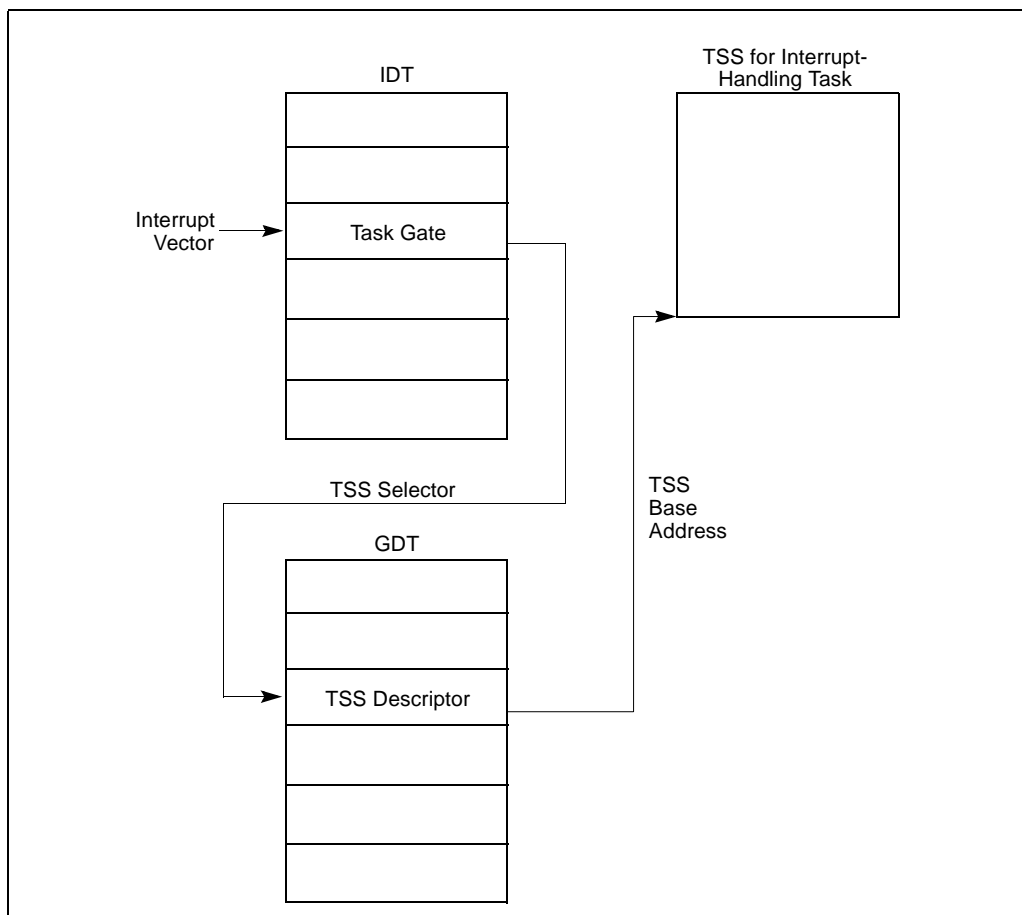 IDT
TSS for Interrupt-
Handling Task
Interrupt
Vector
Task Gate
TSS Selector
TSS
Base
Address
GDT
TSS Descriptor